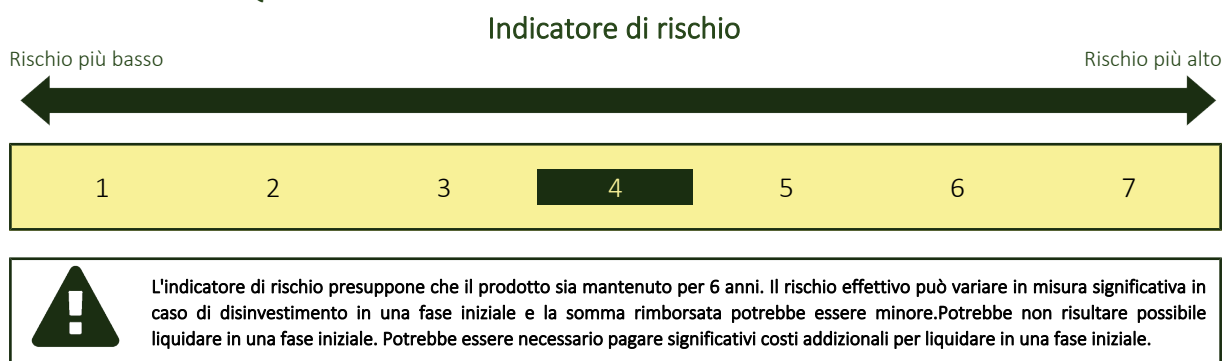 Indicatore di rischio
Rischio più basso Rischio più alto
1 2 3 4 5 6 7
L'indicatore di rischio presuppone che il prodotto sia mantenuto per 6 anni. Il rischio effettivo può variare in misura significativa in
caso di disinvestimento in una fase iniziale e la somma rimborsata potrebbe essere minore.Potrebbe non risultare possibile
liquidare in una fase iniziale. Potrebbe essere necessario pagare significativi costi addizionali per liquidare in una fase iniziale.